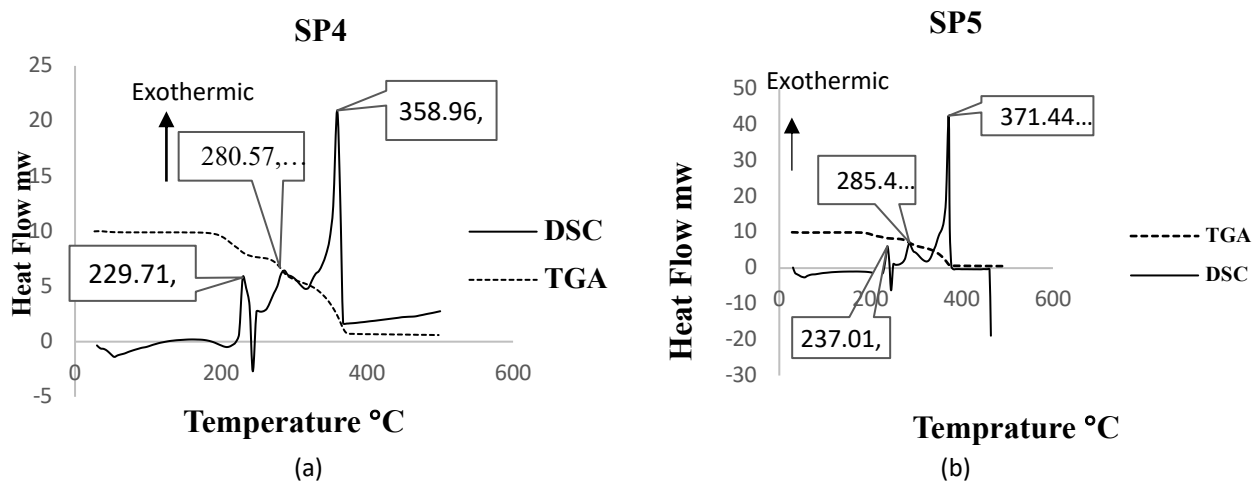 SP4
25
20
15
10
5
0
-5
Heat Flow mw
Exothermic
358.96,
280.57,...
229.71,
DSC
TGA
0
200
400
600
Temperature °C
(a)
SP5
50
40
30
20
10
0
-10
-20
-30
Heat Flow mw
Exothermic
371.44...
285.4...
237.01,
TGA
DSC
0
200
400
600
Temprature °C
(b)